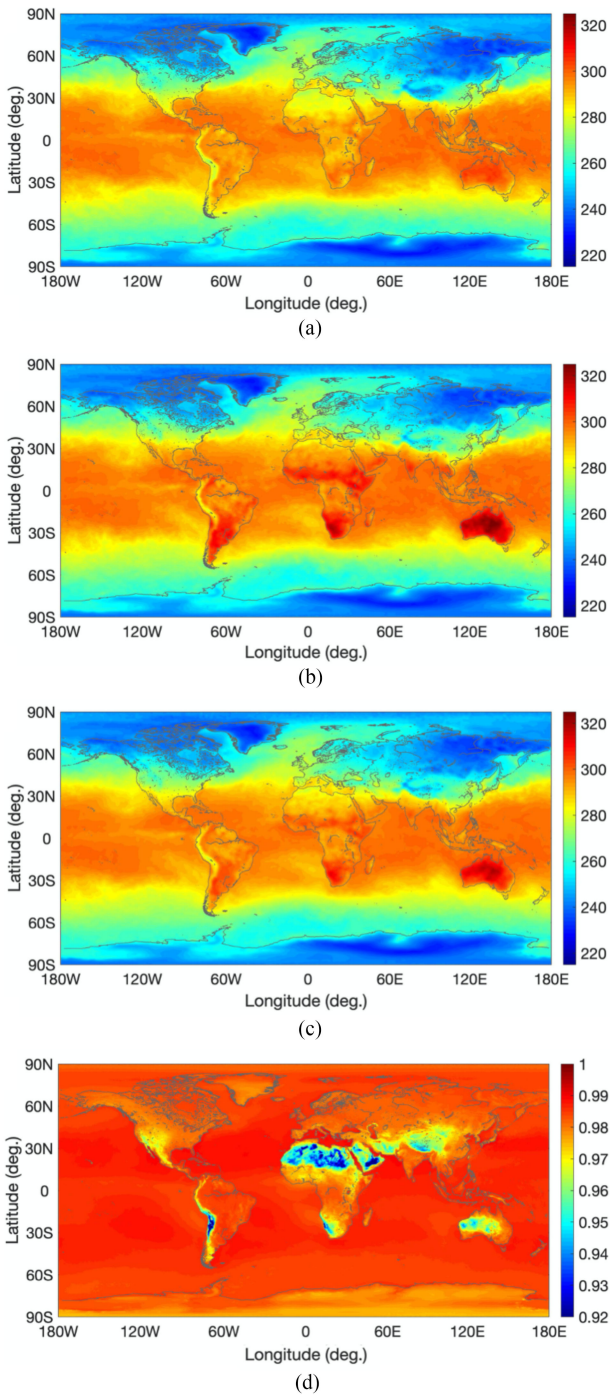 90N
60N
30N
0
30S
60S
90S
Latitude (deg.)
180W 120W 60W 0 60E 120E 180E
Longitude (deg.)
320
300
280
260
240
220
(a)
90N
60N
30N
0
30S
60S
90S
Latitude (deg.)
180W 120W 60W 0 60E 120E 180E
Longitude (deg.)
320
300
280
260
240
220
(b)
90N
60N
30N
0
30S
60S
90S
Latitude (deg.)
180W 120W 60W 0 60E 120E 180E
Longitude (deg.)
320
300
280
260
240
220
(c)
90N
60N
30N
0
30S
60S
90S
Latitude (deg.)
180W 120W 60W 0 60E 120E 180E
Longitude (deg.)
1
0.99
0.98
0.97
0.96
0.95
0.94
0.93
0.92
(d)